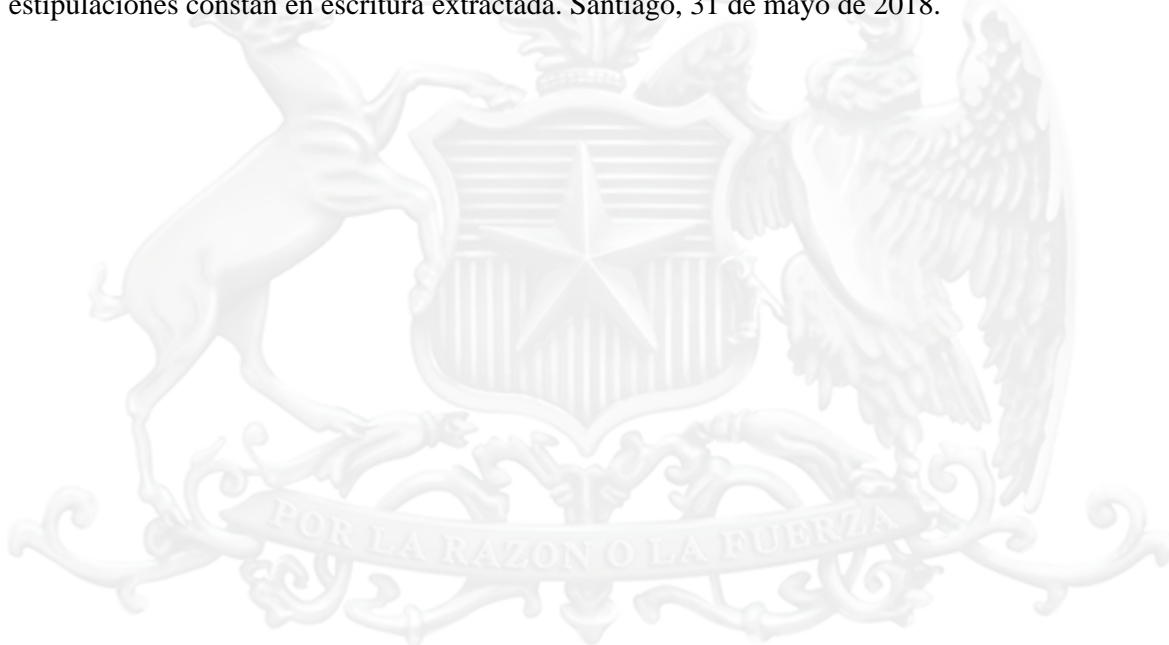 estipulaciones constan en escritura extractada. Santiago, 31 de mayo de 2018.
POR LA RAZON O LA FUERZA